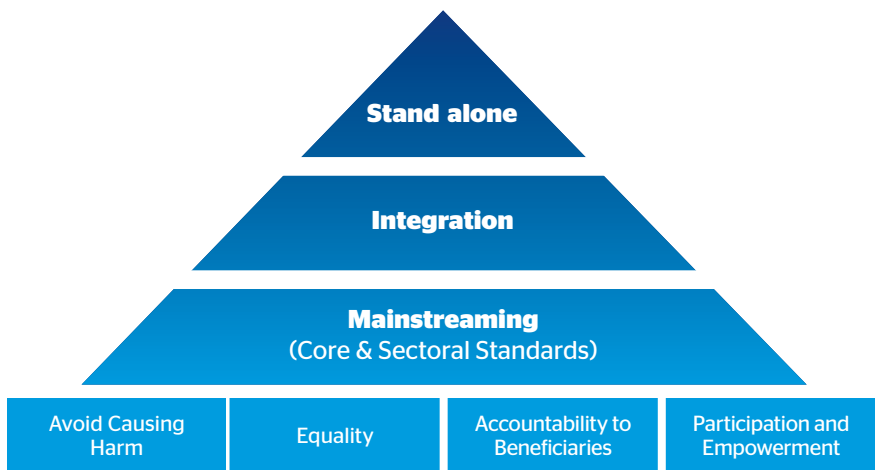 Stand alone
Integration
Mainstreaming
(Core & Sectoral Standards)
Avoid Causing
Harm
Equality
Accountability to
Beneficiaries
Participation and
Empowerment